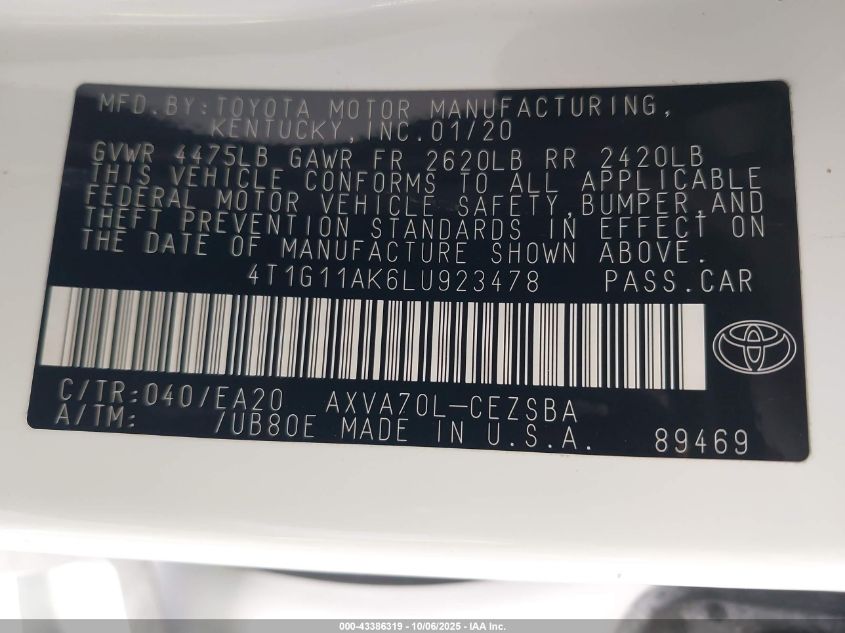 MFD.BY:TOYOTA MOTOR MANUFACTURING,
KENTUCKY,INC.01/20
GVWR 4475LB GAWR FR 2620LB RR 2420LB
THIS VEHICLE CONFORMS TO ALL APPLICABLE
FEDERAL MOTOR VEHICLE SAFETY,BUMPER,AND
THEFT PREVENTION STANDARDS IN EFFECT ON
THE DATE OF MANUFACTURE SHOWN ABOVE.
4T1G11AK6LU923478 PASS.CAR
C/TR:040/EA20 AXVA70L-CEZSBA
A/TM: /UB80E MADE IN U.S.A. 89469
000-43386319 - 10/06/2025 - IAA Inc.